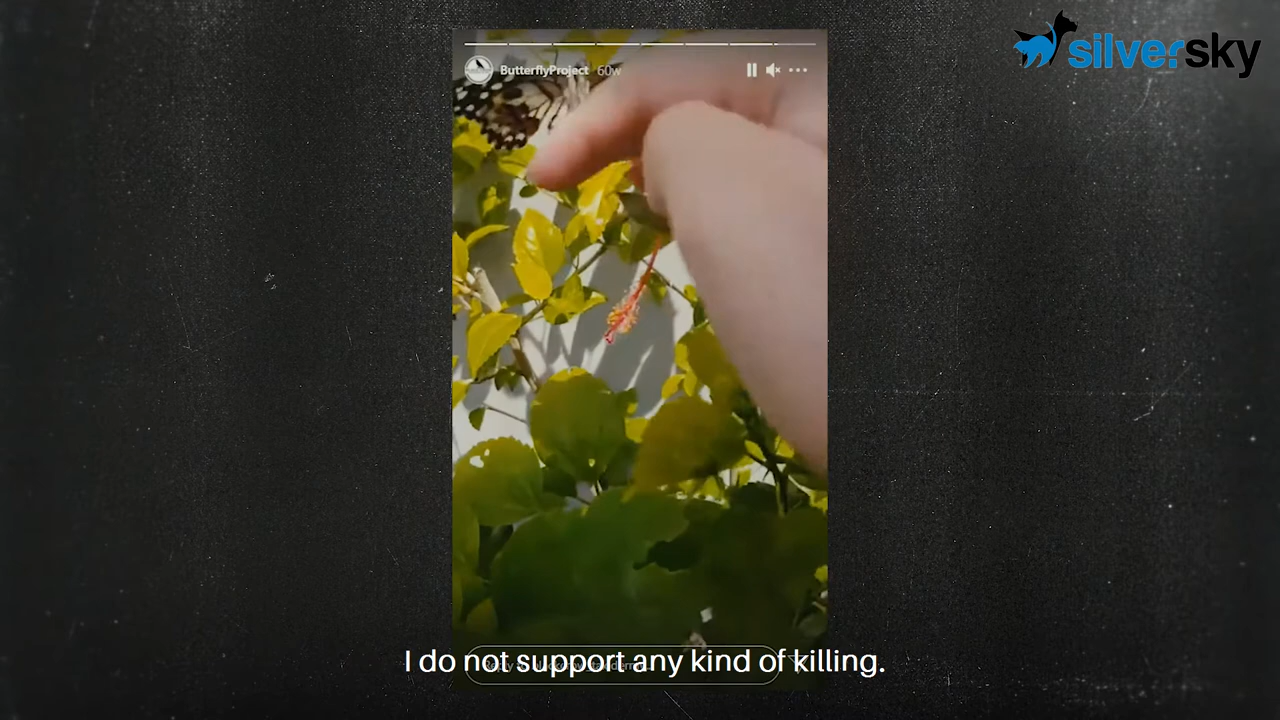 silversky
ButterflyProject 60w
I do not support any kind of killing.